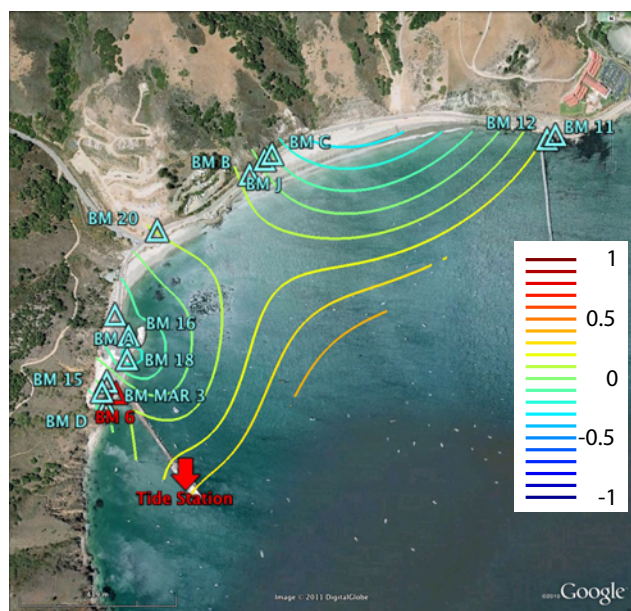 BM C
BM 12
BM 11
BM B
BM J
BM 20
BM 16
BM A
BM 18
BM 15
BM-MAR 3
BM D
BM 6
Tide Station
1
0.5
0
-0.5
-1
Image © 2011 DigitalGlobe
©2010 Google